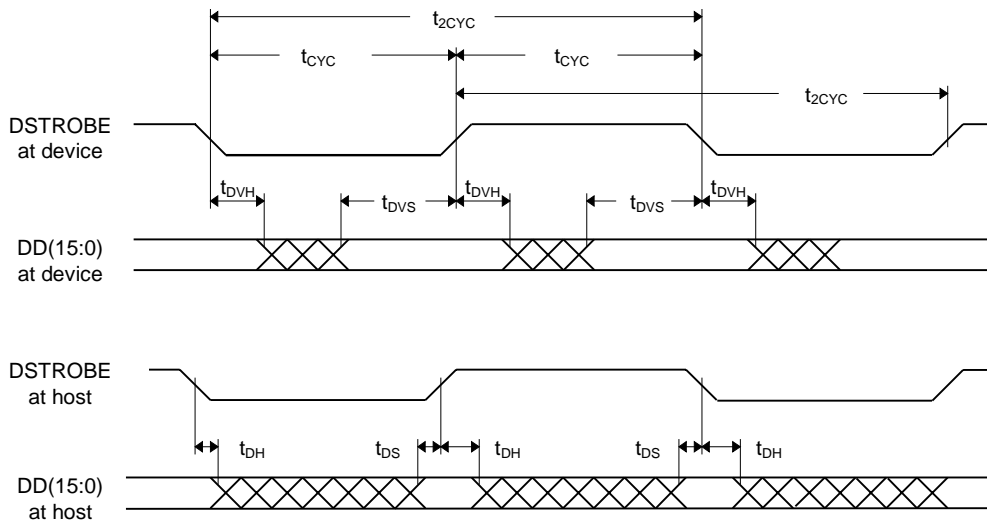 t2CYC
tCYC tCYC
t2CYC
DSTROBE
at device
tDVH tDVS tDVH tDVS tDVH
DD(15:0)
at device
DSTROBE
at host
tDH tDS tDH tDS tDH
DD(15:0)
at host